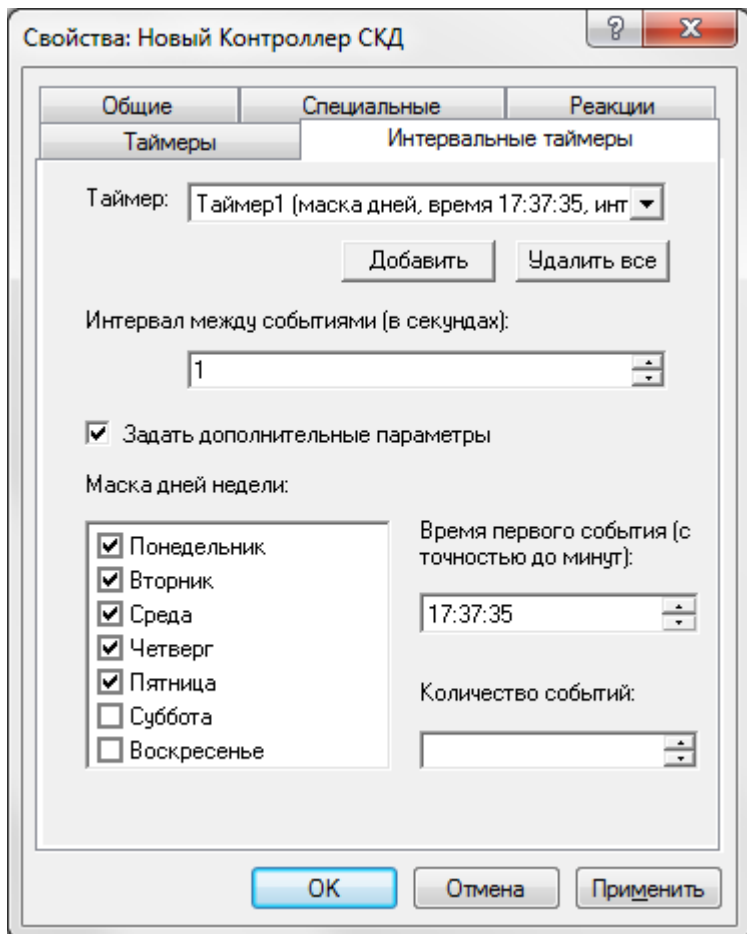 Свойства: Новый Контроллер СКД
Общие
Специальные
Реакции
Таймеры
Интервальные таймеры
Таймер:
Таймер1 (маска дней, время 17:37:35, инт
Добавить
Удалить все
Интервал между событиями (в секундах):
1
Задать дополнительные параметры
Маска дней недели:
Понедельник
Вторник
Среда
Четверг
Пятница
Суббота
Воскресенье
Время первого события (с
точностью до минут):
17:37:35
Количество событий:
OK
Отмена
Применить